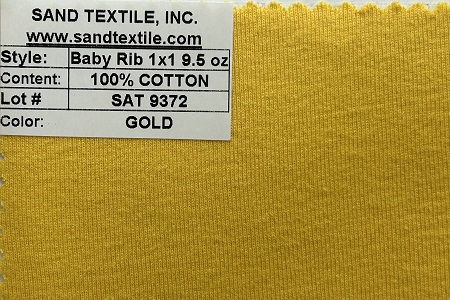 SAND TEXTILE, INC.
www.sandtextile.com
Style: Baby Rib 1x1 9.5 oz
Content: 100% COTTON
Lot # SAT 9372
Color: GOLD